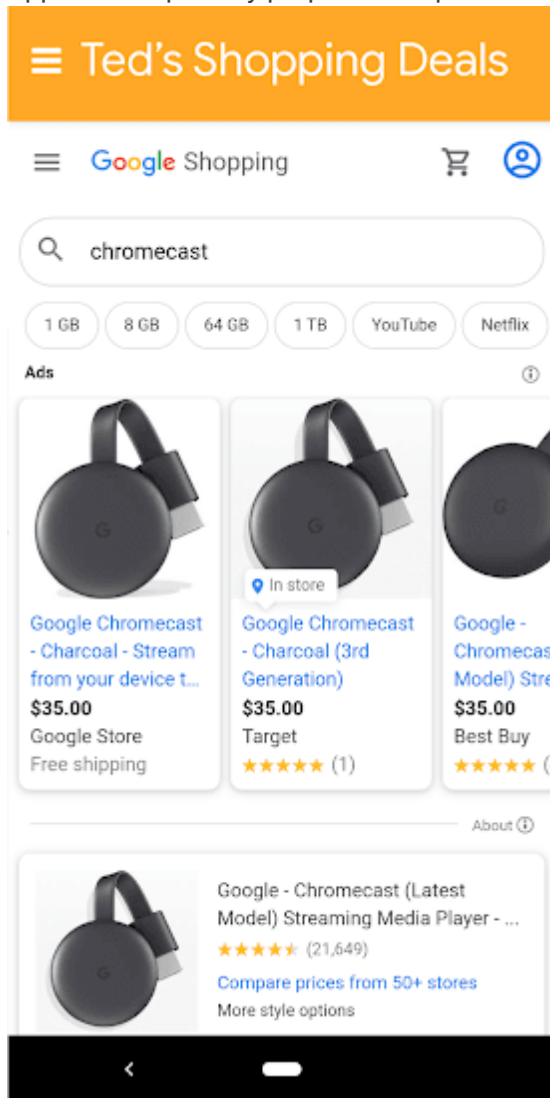 Ted's Shopping Deals
Google Shopping
chromecast
1 GB
8 GB
64 GB
1 TB
YouTube
Netflix
Ads
G
G
G
In store
Google Chromecast
- Charcoal - Stream
from your device t...
$35.00
Google Store
Free shipping
Google Chromecast
- Charcoal (3rd
Generation)
$35.00
Target
(1)
Google -
Chromecas
Model) Stre
$35.00
Best Buy
(
About
G
Google - Chromecast (Latest
Model) Streaming Media Player - ...
(21,649)
Compare prices from 50+ stores
More style options